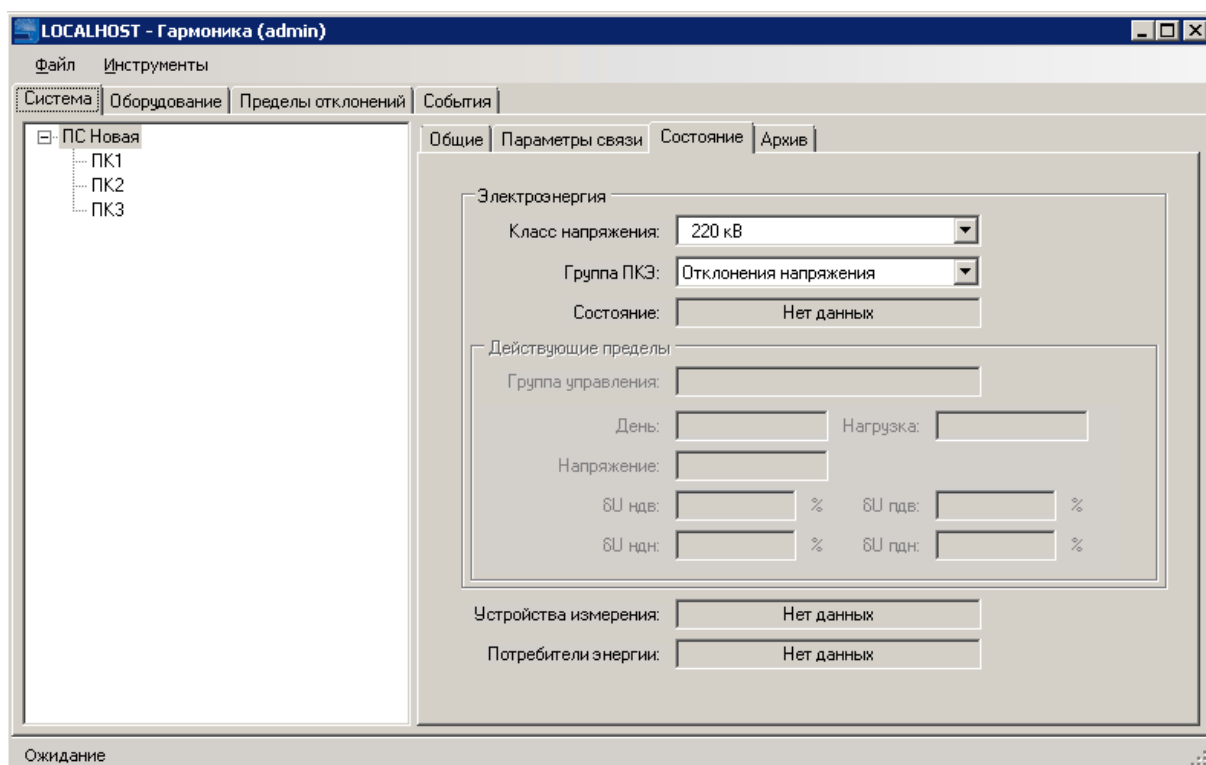 LOCALHOST - Гармоника (admin)
Файл Инструменты
Система Оборудование Пределы отклонений События
ПС Новая
ПК1
ПК2
ПК3
Общие Параметры связи Состояние Архив
Электроэнергия
Класс напряжения: 220 кВ
Группа ПКЭ: Отклонения напряжения
Состояние: Нет данных
Действующие пределы
Группа управления:
День: Нагрузка:
Напряжение:
δU ндв: % δU пдв: %
δU ндн: % δU пдн: %
Устройства измерения: Нет данных
Потребители энергии: Нет данных
Ожидание